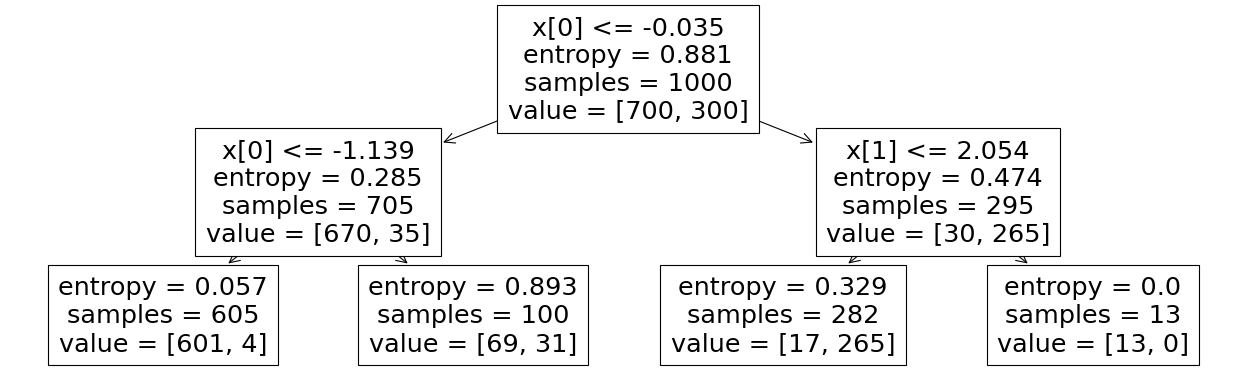 x[0] <= -0.035
entropy = 0.881
samples = 1000
value = [700, 300]
x[0] <= -1.139
entropy = 0.285
samples = 705
value = [670, 35]
x[1] <= 2.054
entropy = 0.474
samples = 295
value = [30, 265]
entropy = 0.057
samples = 605
value = [601, 4]
entropy = 0.893
samples = 100
value = [69, 31]
entropy = 0.329
samples = 282
value = [17, 265]
entropy = 0.0
samples = 13
value = [13, 0]